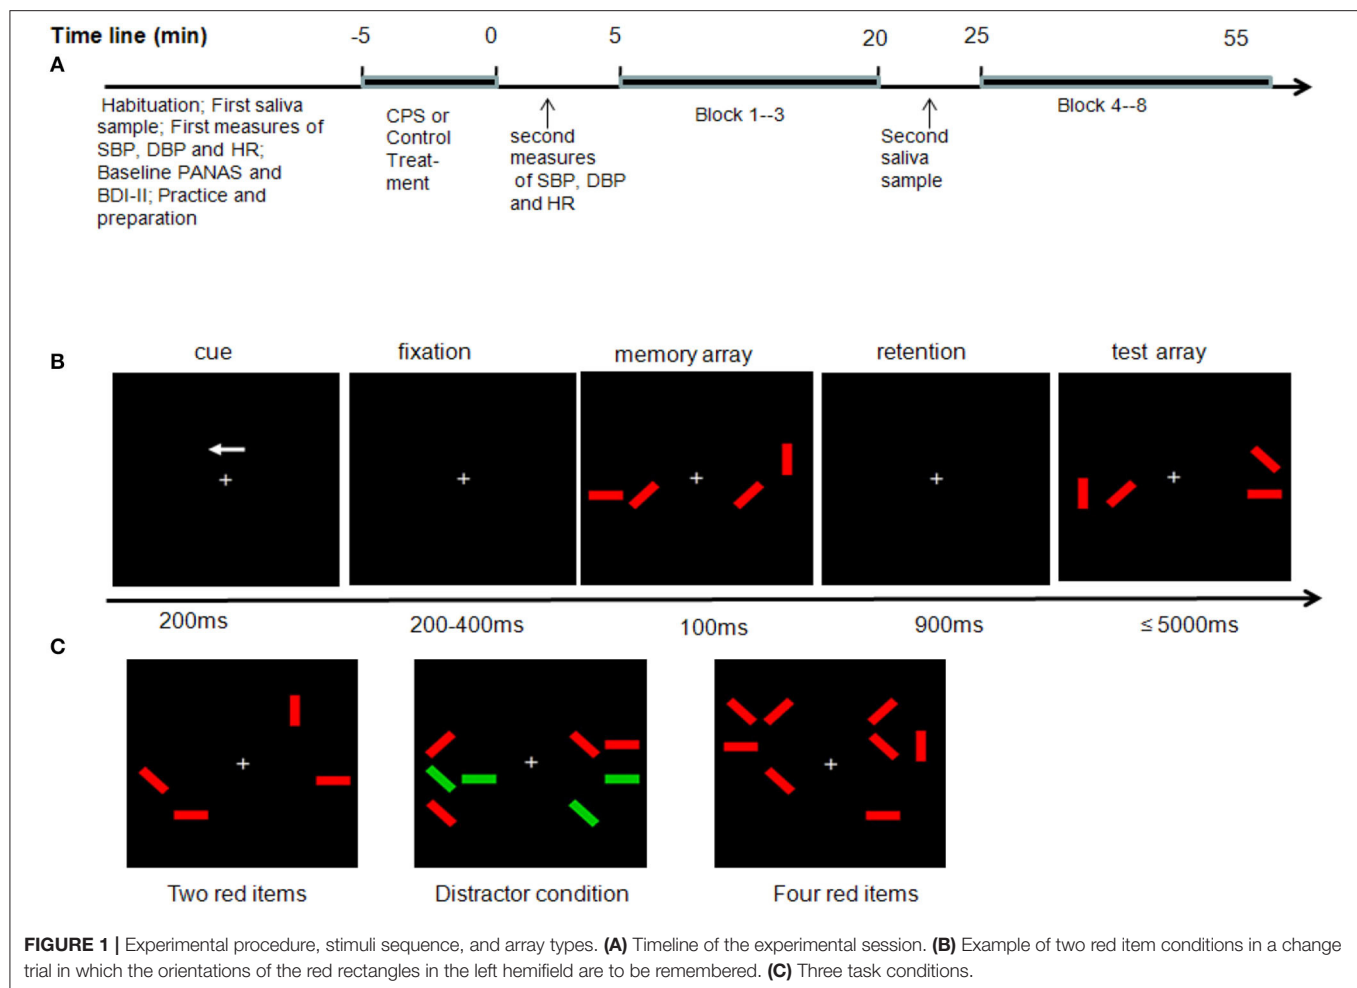 Time line (min) -5 0 5 20 25 55
A
Habituation; First saliva
sample; First measures of
SBP, DBP and HR;
Baseline PANAS and
BDI-II; Practice and
preparation
CPS or
Control
Treat-
ment
second
measures
of SBP, DBP
and HR
Block 1--3
Second
saliva
sample
Block 4--8
B
cue fixation memory array retention test array
200ms 200-400ms 100ms 900ms ≤ 5000ms
C
Two red items Distractor condition Four red items
FIGURE 1 | Experimental procedure, stimuli sequence, and array types. (A) Timeline of the experimental session. (B) Example of two red item conditions in a change
trial in which the orientations of the red rectangles in the left hemifield are to be remembered. (C) Three task conditions.